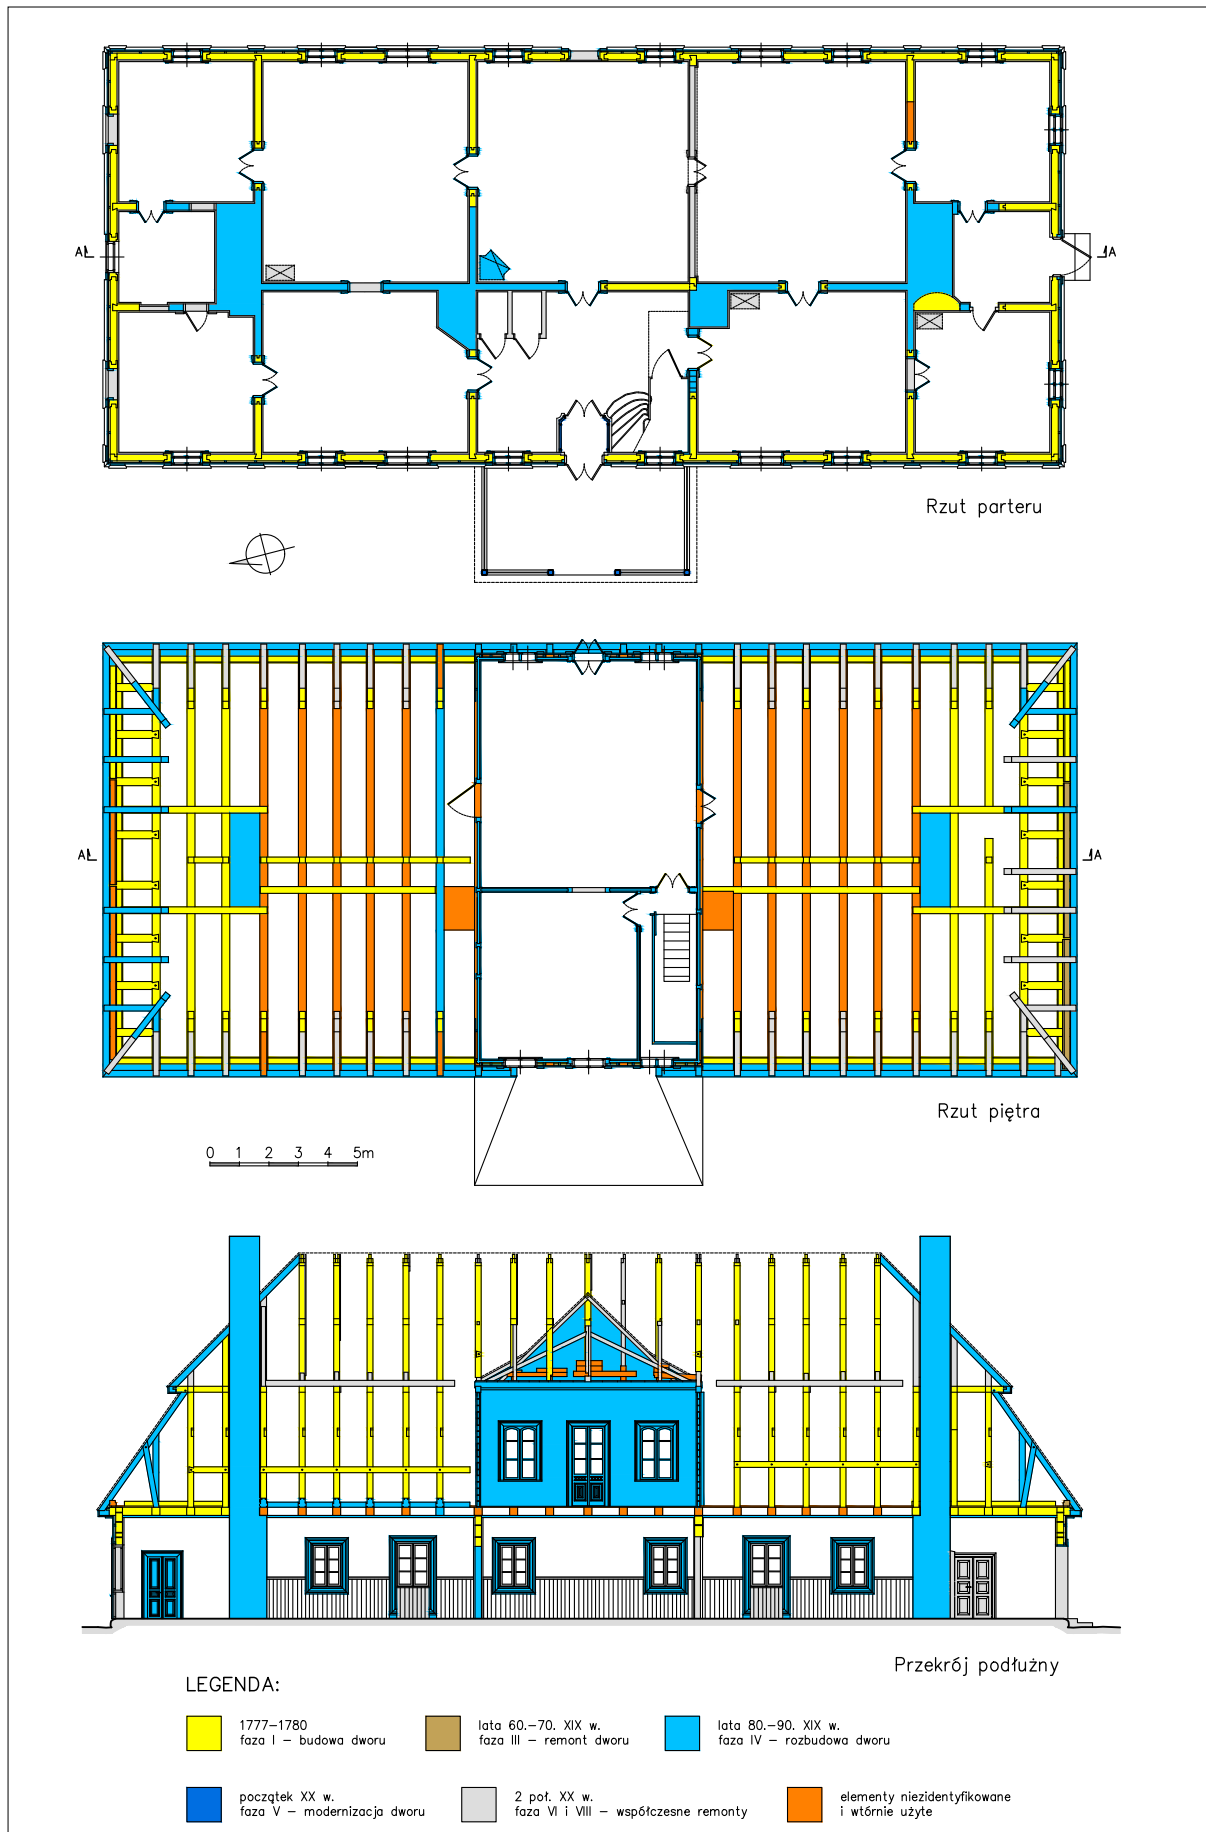 A
A
Rzut parteru
A
A
Rzut piętra
0 1 2 3 4 5m
Przekrój podłużny
LEGENDA:
1777–1780
faza I – budowa dworu
lata 60.–70. XIX w.
faza III – remont dworu
lata 80.–90. XIX w.
faza IV – rozbudowa dworu
początek XX w.
faza V – modernizacja dworu
2 poł. XX w.
faza VI i VIII – współczesne remonty
elementy niezidentyfikowane
i wtórnie użyte